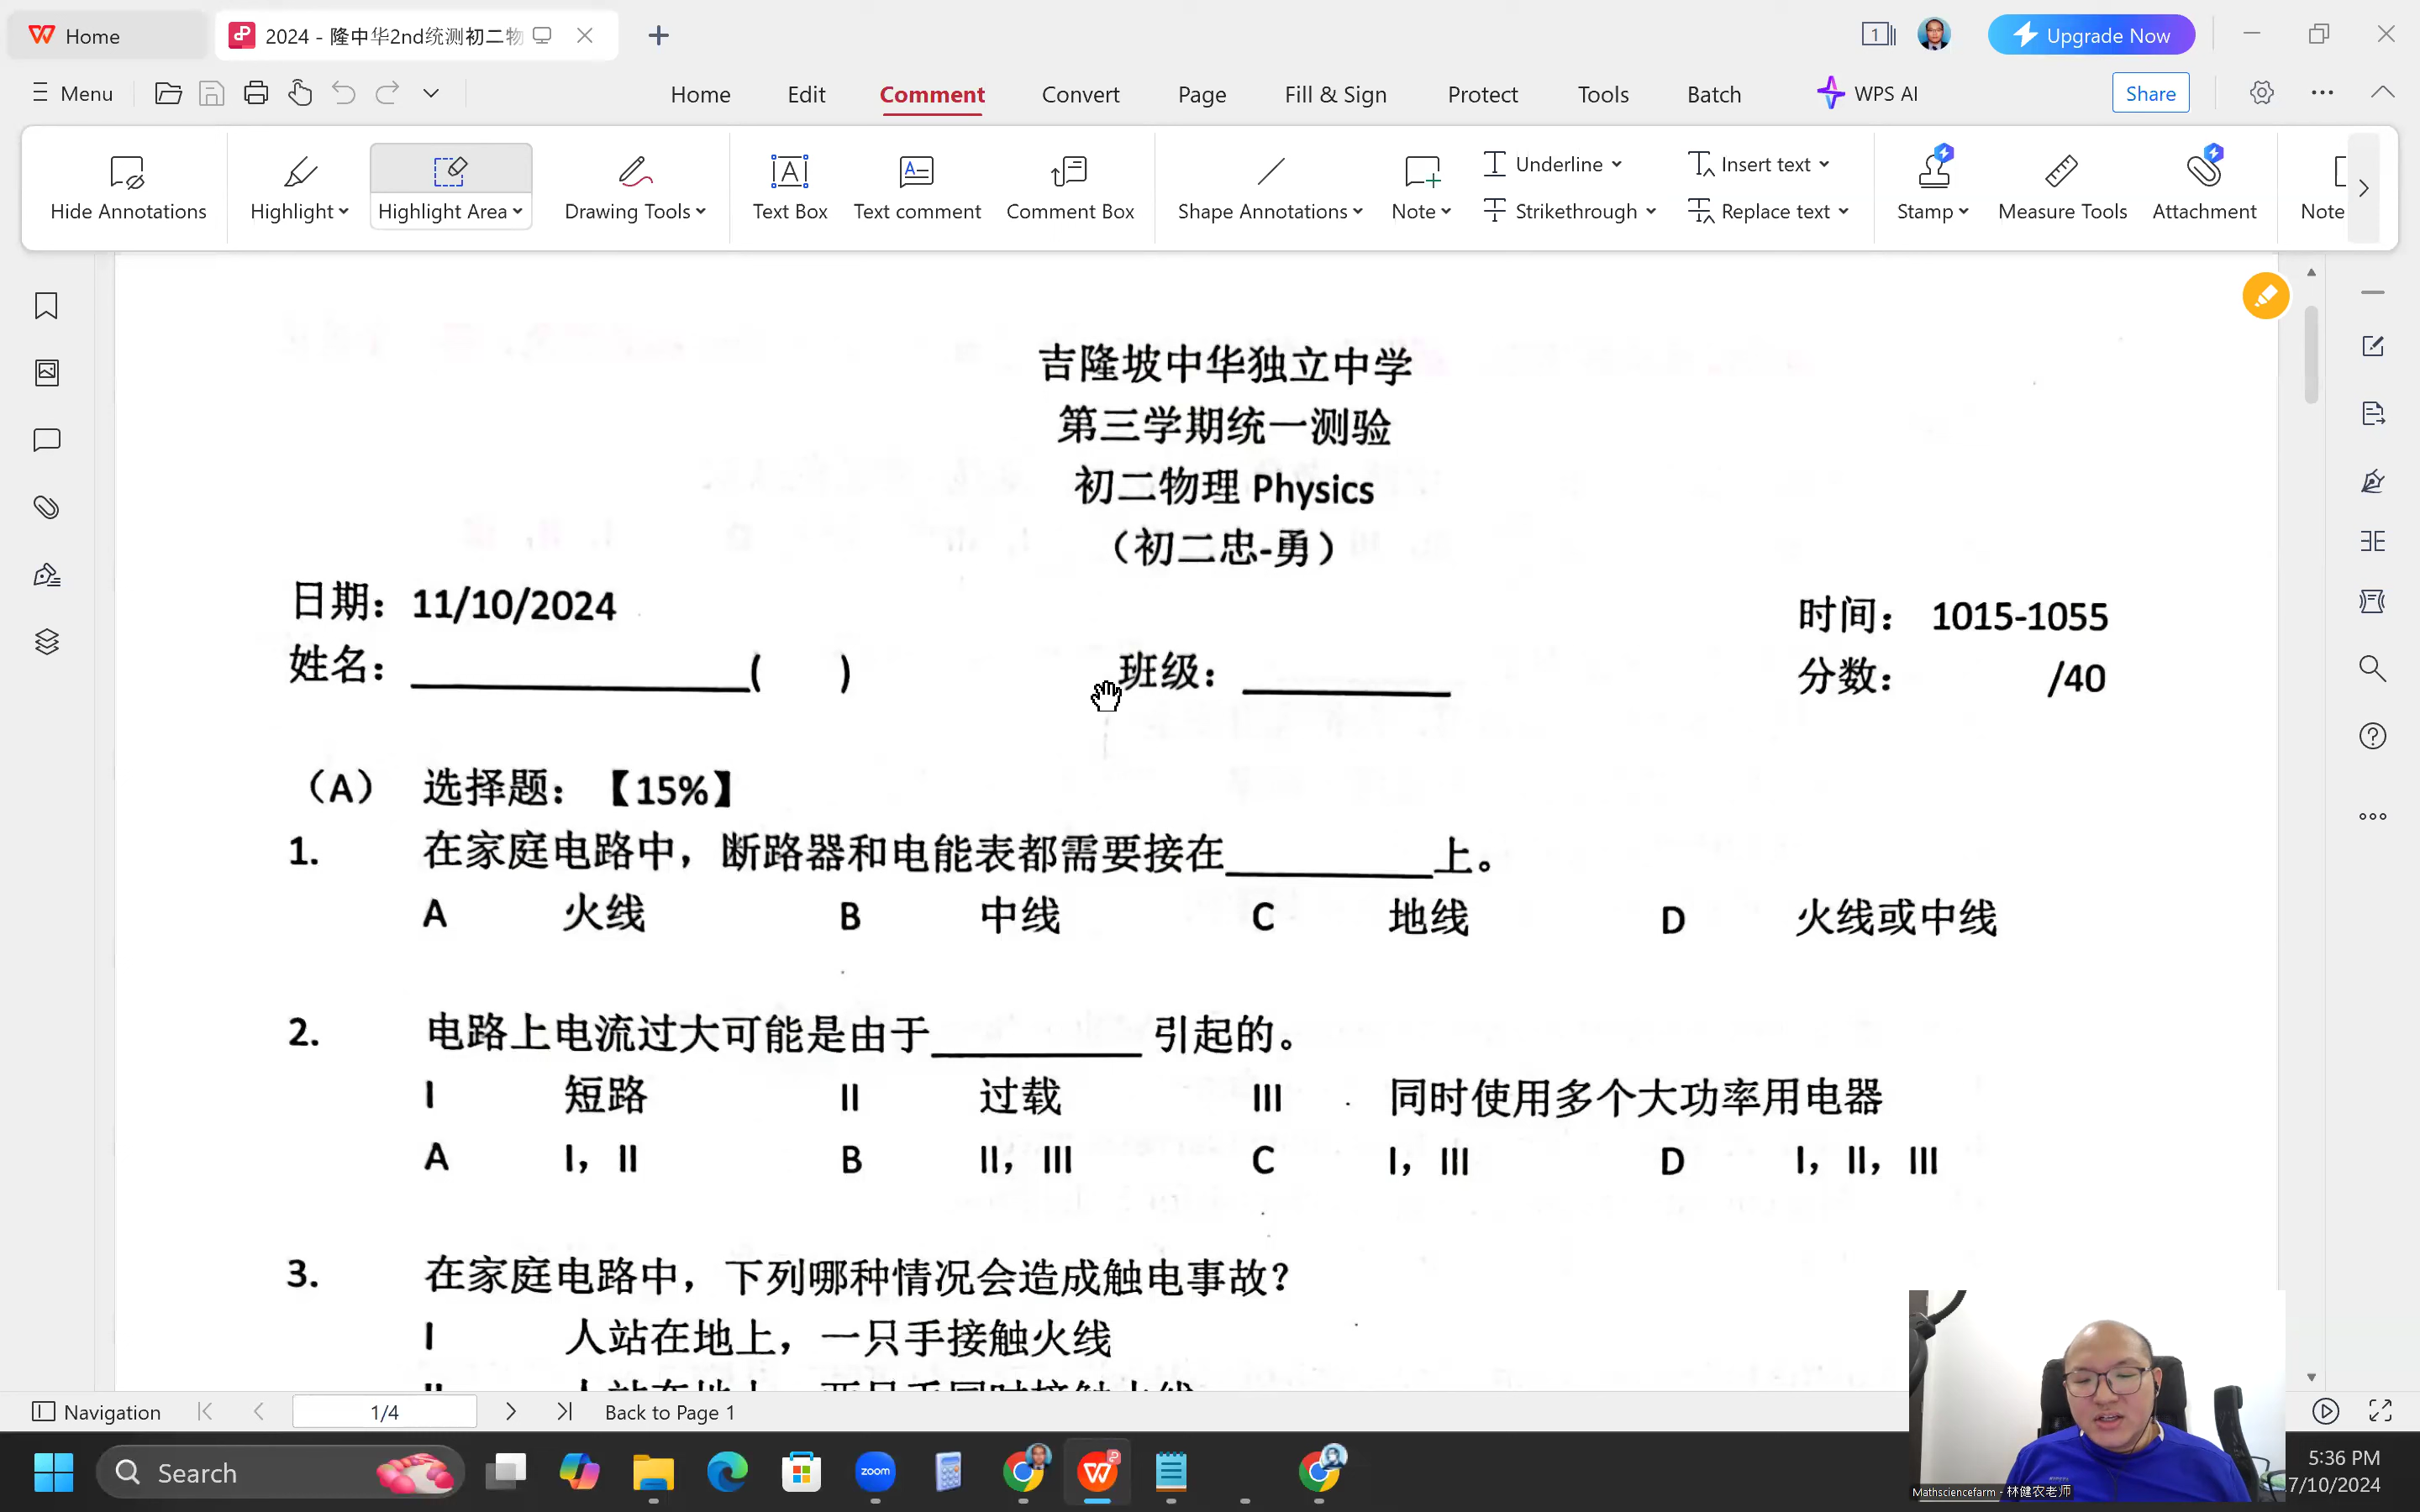 Home
2024 - 隆中华2nd统测初二物
1
Upgrade Now
Menu
Home Edit Comment Convert Page Fill & Sign Protect Tools Batch WPS AI
Share
Hide Annotations
Highlight
Highlight Area
Drawing Tools
Text Box
Text comment
Comment Box
Shape Annotations
Note
Underline
Strikethrough
Insert text
Replace text
Stamp
Measure Tools
Attachment
Note
吉隆坡中华独立中学
第三学期统一测验
初二物理 Physics
（初二忠-勇）
日期： 11/10/2024
时间： 1015-1055
姓名： ____________( )
班级： ________
分数： /40
（A） 选择题：【15%】
1. 在家庭电路中，断路器和电能表都需要接在________上。
A 火线 B 中线 C 地线 D 火线或中线
2. 电路上电流过大可能是由于________ 引起的。
I 短路 II 过载 III 同时使用多个大功率用电器
A I，II B II，III C I，III D I，II，III
3. 在家庭电路中，下列哪种情况会造成触电事故？
I 人站在地上，一只手接触火线
Navigation
1/4
Back to Page 1
Search
zoom
Mathsciencefarm - 林健农老师
5:36 PM
7/10/2024